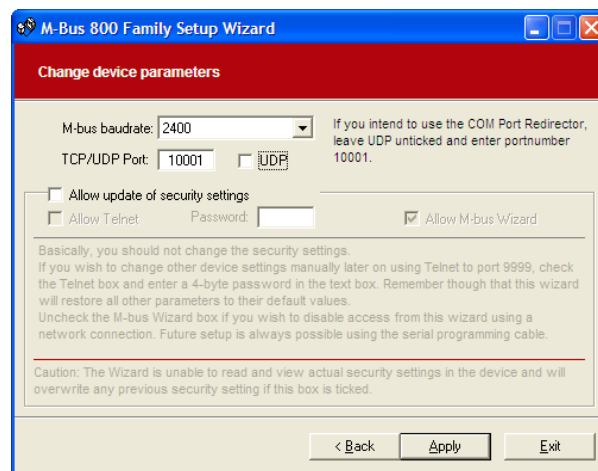 M-Bus 800 Family Setup Wizard
Change device parameters
M-bus baudrate: 2400
If you intend to use the COM Port Redirector,
leave UDP unticked and enter portnumber
10001.
TCP/UDP Port: 10001 UDP
Allow update of security settings
Allow Telnet Password: Allow M-bus Wizard
Basically, you should not change the security settings.
If you wish to change other device settings manually later on using Telnet to port 9999, check
the Telnet box and enter a 4-byte password in the text box. Remember though that this wizard
will restore all other parameters to their default values.
Uncheck the M-bus Wizard box if you wish to disable access from this wizard using a
network connection. Future setup is always possible using the serial programming cable.
Caution: The Wizard is unable to read and view actual security settings in the device and will
overwrite any previous security setting if this box is ticked.
< Back Apply Exit